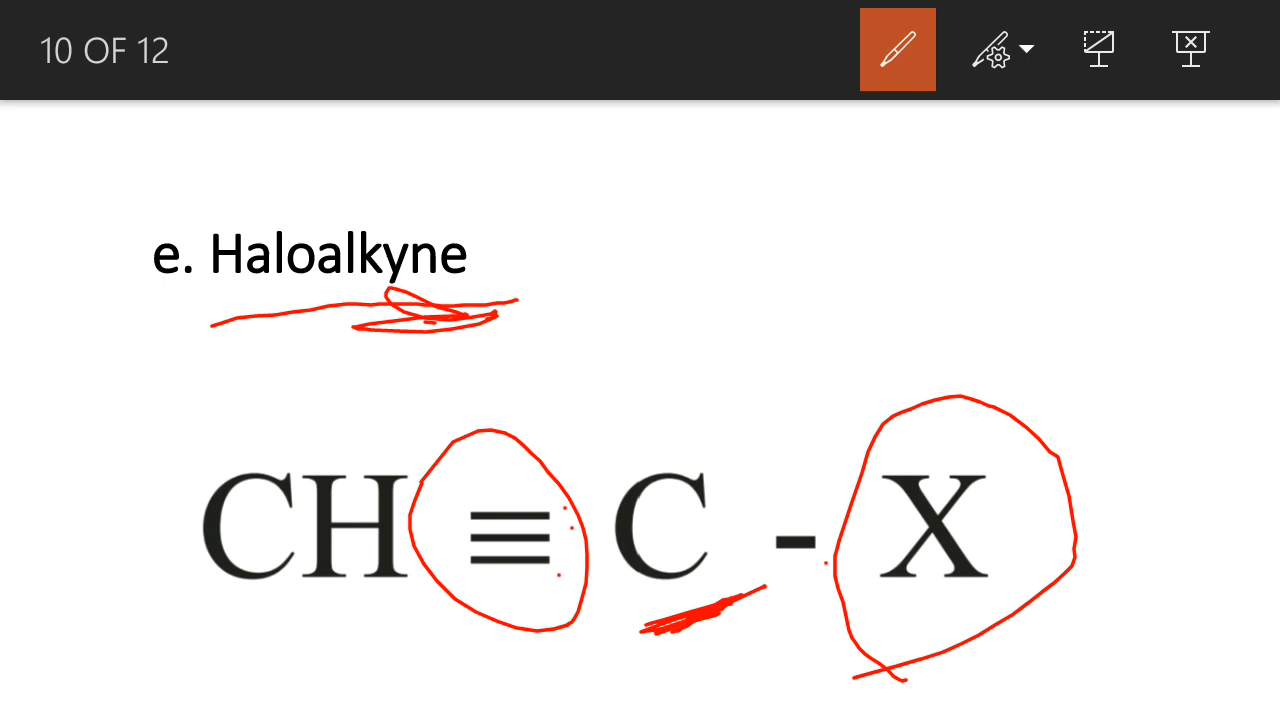 10 OF 12
e. Haloalkyne
CH ≡ C - X